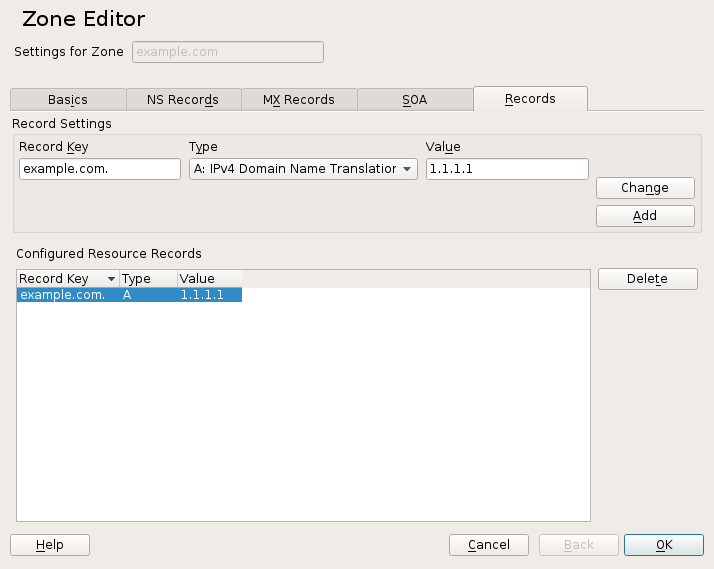 Zone Editor
Settings for Zone example.com
Basics NS Records MX Records SOA Records
Record Settings
Record Key Type Value
example.com. A: IPv4 Domain Name Translation 1.1.1.1
Change
Add
Configured Resource Records
Record Key Type Value Delete
example.com. A 1.1.1.1
Help Cancel Back OK